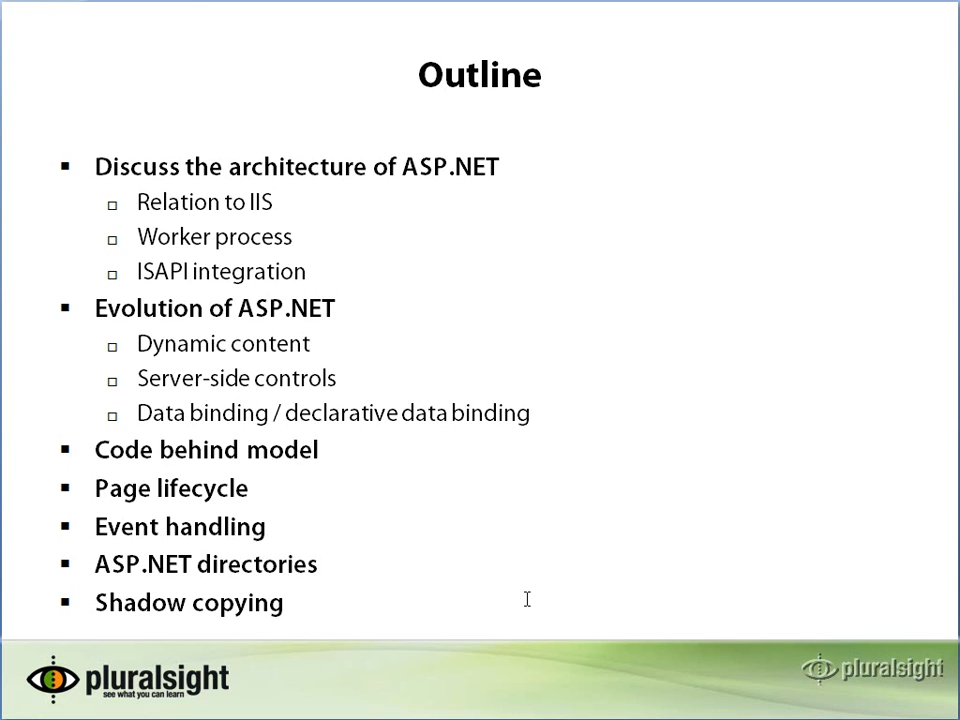 Outline
Discuss the architecture of ASP.NET
Relation to IIS
Worker process
ISAPI integration
Evolution of ASP.NET
Dynamic content
Server-side controls
Data binding / declarative data binding
Code behind model
Page lifecycle
Event handling
ASP.NET directories
Shadow copying
pluralsight
see what you can learn
pluralsight